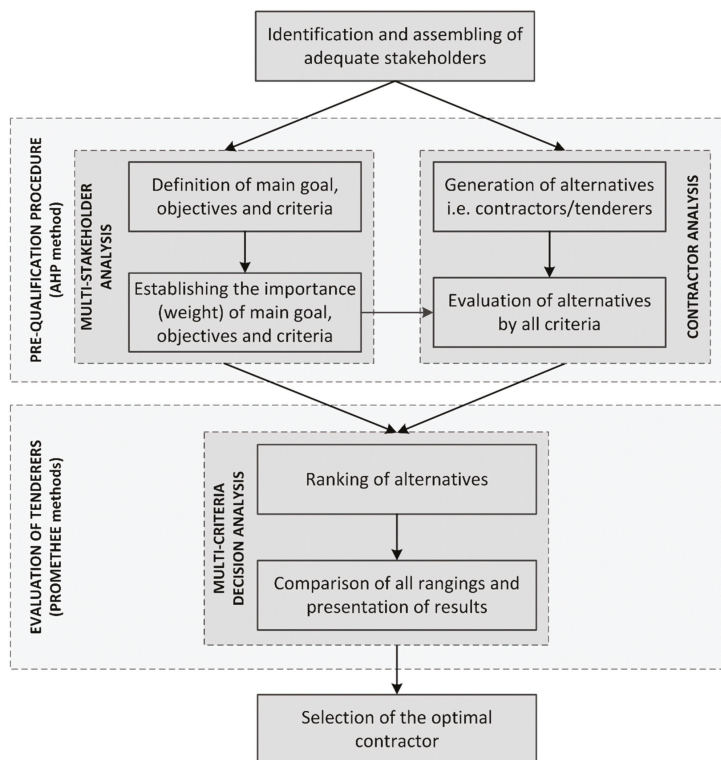 Identification and assembling of
adequate stakeholders
PRE-QUALIFICATION PROCEDURE
(AHP method)
MULTI-STAKEHOLDER
ANALYSIS
Definition of main goal,
objectives and criteria
Establishing the importance
(weight) of main goal,
objectives and criteria
Generation of alternatives
i.e. contractors/tenderers
Evaluation of alternatives
by all criteria
CONTRACTOR ANALYSIS
EVALUATION OF TENDERERS
(PROMETHEE methods)
MULTI-CRITERIA
DECISION ANALYSIS
Ranking of alternatives
Comparison of all rangings and
presentation of results
Selection of the optimal
contractor